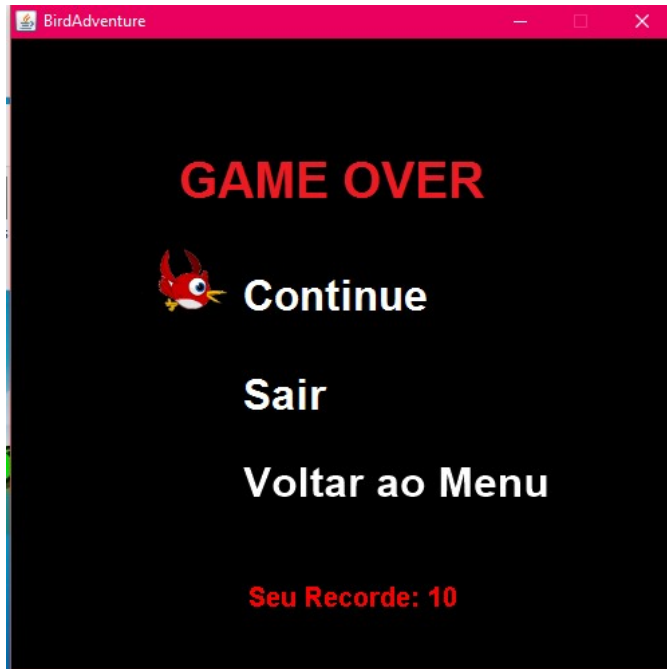 BirdAdventure
GAME OVER
Continue
Sair
Voltar ao Menu
Seu Recorde: 10